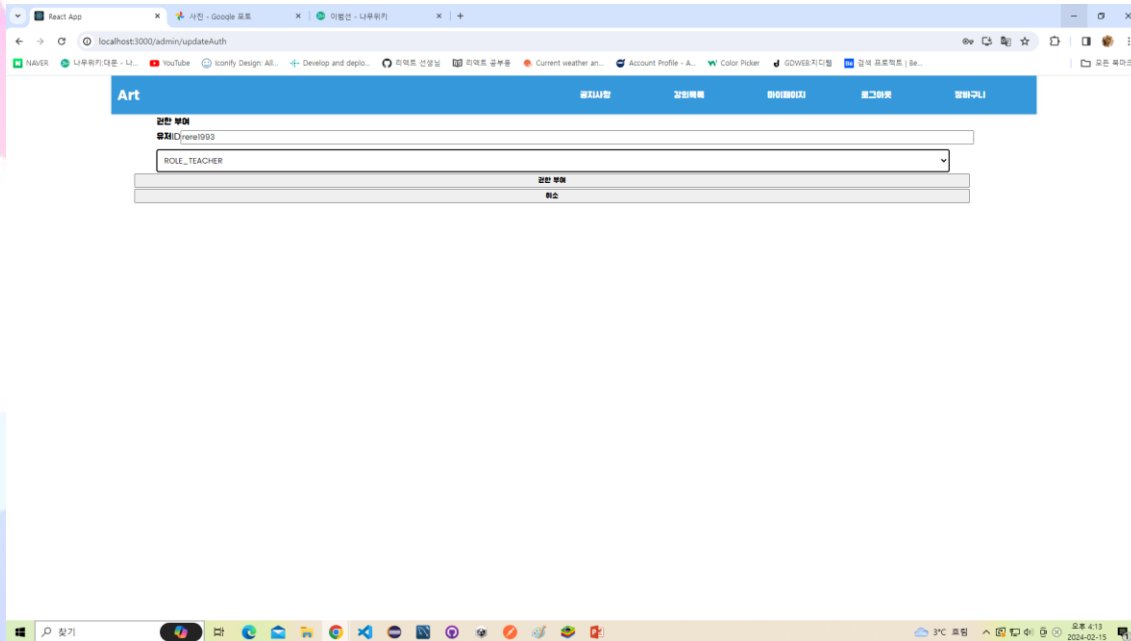 React App
사진 - Google 포토
이범선 - 나무위키
localhost:3000/admin/updateAuth
NAVER
나무위키:대문 - 나...
YouTube
Iconify Design: All...
Develop and deplo...
리액트 선생님
리액트 공부용
Current weather an...
Account Profile - A...
Color Picker
GDWEB:지디웹
검색 프로젝트 | Be...
모든 북마크
Art
공지사항
강의목록
마이페이지
로그아웃
장바구니
권한 부여
유저ID rere1993
ROLE_TEACHER
권한 부여
취소
찾기
3°C 흐림
오후 4:13
2024-02-15